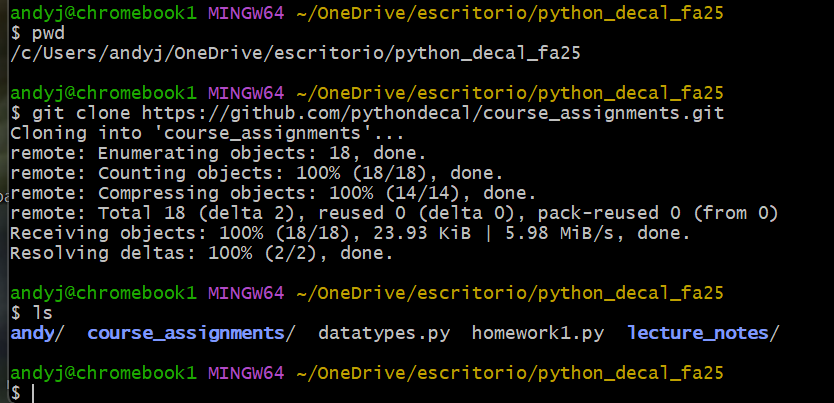 andyj@chromebook1 MINGW64 ~/OneDrive/escritorio/python_decal_fa25
$ pwd
/c/Users/andyj/OneDrive/escritorio/python_decal_fa25
andyj@chromebook1 MINGW64 ~/OneDrive/escritorio/python_decal_fa25
$ git clone https://github.com/pythondecal/course_assignments.git
Cloning into 'course_assignments'...
remote: Enumerating objects: 18, done.
remote: Counting objects: 100% (18/18), done.
remote: Compressing objects: 100% (14/14), done.
remote: Total 18 (delta 2), reused 0 (delta 0), pack-reused 0 (from 0)
Receiving objects: 100% (18/18), 23.93 KiB | 5.98 MiB/s, done.
Resolving deltas: 100% (2/2), done.
andyj@chromebook1 MINGW64 ~/OneDrive/escritorio/python_decal_fa25
$ ls
andy/  course_assignments/  datatypes.py  homework1.py  lecture_notes/
andyj@chromebook1 MINGW64 ~/OneDrive/escritorio/python_decal_fa25
$